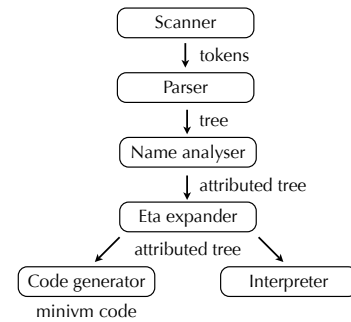 Scanner
tokens
Parser
tree
Name analyser
attributed tree
Eta expander
attributed tree
Code generator
Interpreter
minivm code